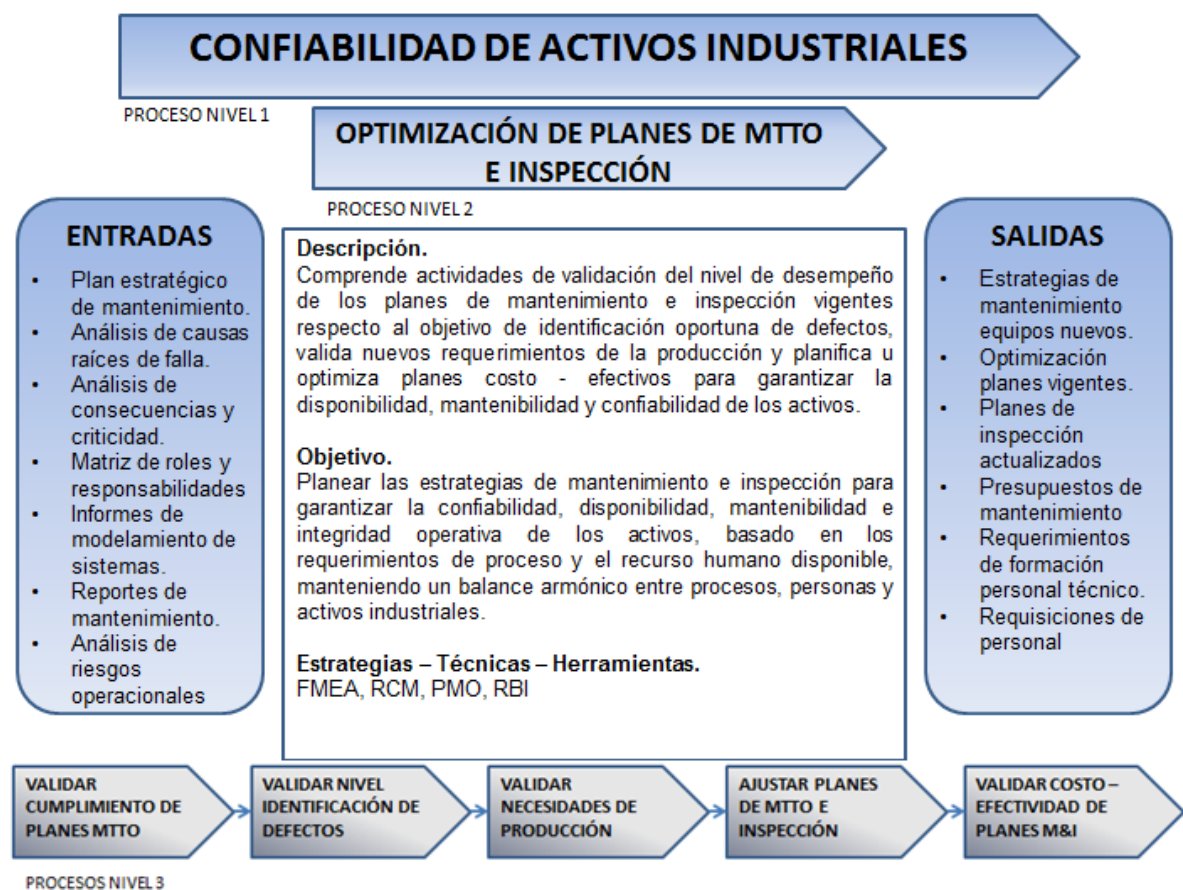 CONFIABILIDAD DE ACTIVOS INDUSTRIALES
PROCESO NIVEL 1
OPTIMIZACIÓN DE PLANES DE MTTO
E INSPECCIÓN
PROCESO NIVEL 2
ENTRADAS
• Plan estratégico
de mantenimiento.
• Análisis de causas
raíces de falla.
• Análisis de
consecuencias y
criticidad.
• Matriz de roles y
responsabilidades
• Informes de
modelamiento de
sistemas.
• Reportes de
mantenimiento.
• Análisis de
riesgos
operacionales
Descripción.
Comprende actividades de validación del nivel de desempeño
de los planes de mantenimiento e inspección vigentes
respecto al objetivo de identificación oportuna de defectos,
valida nuevos requerimientos de la producción y planifica u
optimiza planes costo - efectivos para garantizar la
disponibilidad, mantenibilidad y confiabilidad de los activos.
Objetivo.
Planear las estrategias de mantenimiento e inspección para
garantizar la confiabilidad, disponibilidad, mantenibilidad e
integridad operativa de los activos, basado en los
requerimientos de proceso y el recurso humano disponible,
manteniendo un balance armónico entre procesos, personas y
activos industriales.
Estrategias – Técnicas – Herramientas.
FMEA, RCM, PMO, RBI
SALIDAS
• Estrategias de
mantenimiento
equipos nuevos.
• Optimización
planes vigentes.
• Planes de
inspección
actualizados
• Presupuestos de
mantenimiento
• Requerimientos
de formación
personal técnico.
• Requisiciones de
personal
VALIDAR
CUMPLIMIENTO DE
PLANES MTTO
VALIDAR NIVEL
IDENTIFICACIÓN DE
DEFECTOS
VALIDAR
NECESIDADES DE
PRODUCCIÓN
AJUSTAR PLANES
DE MTTO E
INSPECCIÓN
VALIDAR COSTO –
EFECTIVIDAD DE
PLANES M&I
PROCESOS NIVEL 3